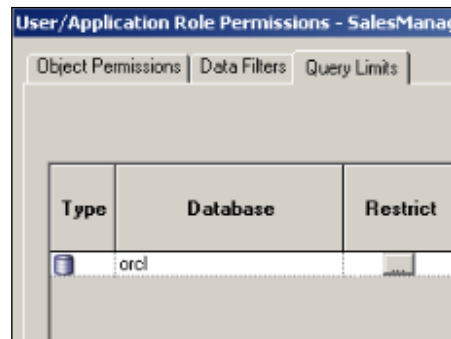 User/Application Role Permissions - SalesManag
Object Permissions Data Filters Query Limits
Type Database Restrict
orcl ...